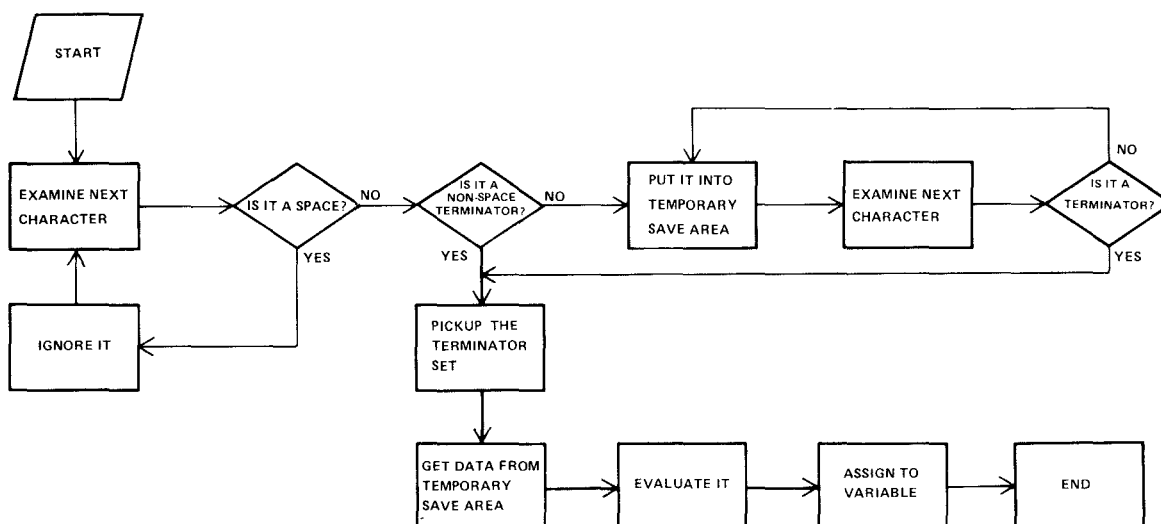 START
EXAMINE NEXT
CHARACTER
IS IT A SPACE?
NO
YES
IGNORE IT
IS IT A
NON-SPACE
TERMINATOR?
NO
YES
PUT IT INTO
TEMPORARY
SAVE AREA
EXAMINE NEXT
CHARACTER
NO
IS IT A
TERMINATOR?
YES
PICKUP THE
TERMINATOR
SET
GET DATA FROM
TEMPORARY
SAVE AREA
EVALUATE IT
ASSIGN TO
VARIABLE
END